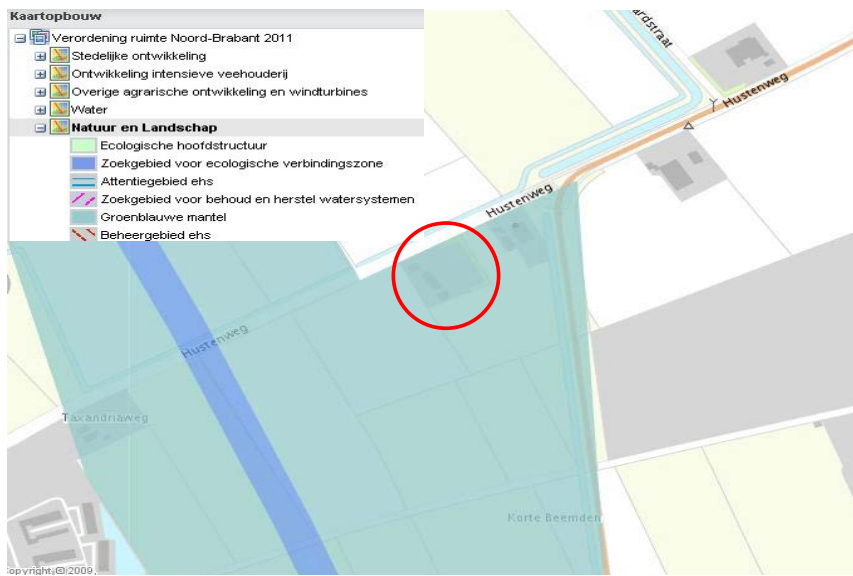 Kaartopbouw
Verordening ruimte Noord-Brabant 2011
Stedelijke ontwikkeling
Ontwikkeling intensieve veehouderij
Overige agrarische ontwikkeling en windturbines
Water
Natuur en Landschap
Ecologische hoofdstructuur
Zoekgebied voor ecologische verbindingszone
Attentiegebied ehs
Zoekgebied voor behoud en herstel watersystemen
Groenblauwe mantel
Beheergebied ehs
ardstraat
Hustenweg
Hustenweg
Hustenweg
Taxandriaweg
Korte Beemden
opyright © 2009,